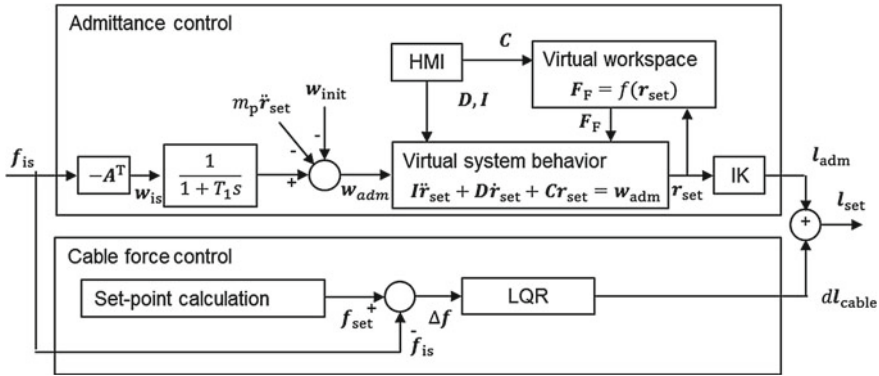 Admittance control
HMI
C
Virtual workspace
F_F = f(r_set)
w_init
m_p r̈_set
D, I
F_F
f_is
-A^T
w_is
1
1 + T_1 s
-
-
+
w_adm
Virtual system behavior
I r̈_set + D ṙ_set + C r_set = w_adm
r_set
IK
l_adm
l_set
+
Cable force control
Set-point calculation
f_set
+
-
Δf
f_is
LQR
dl_cable